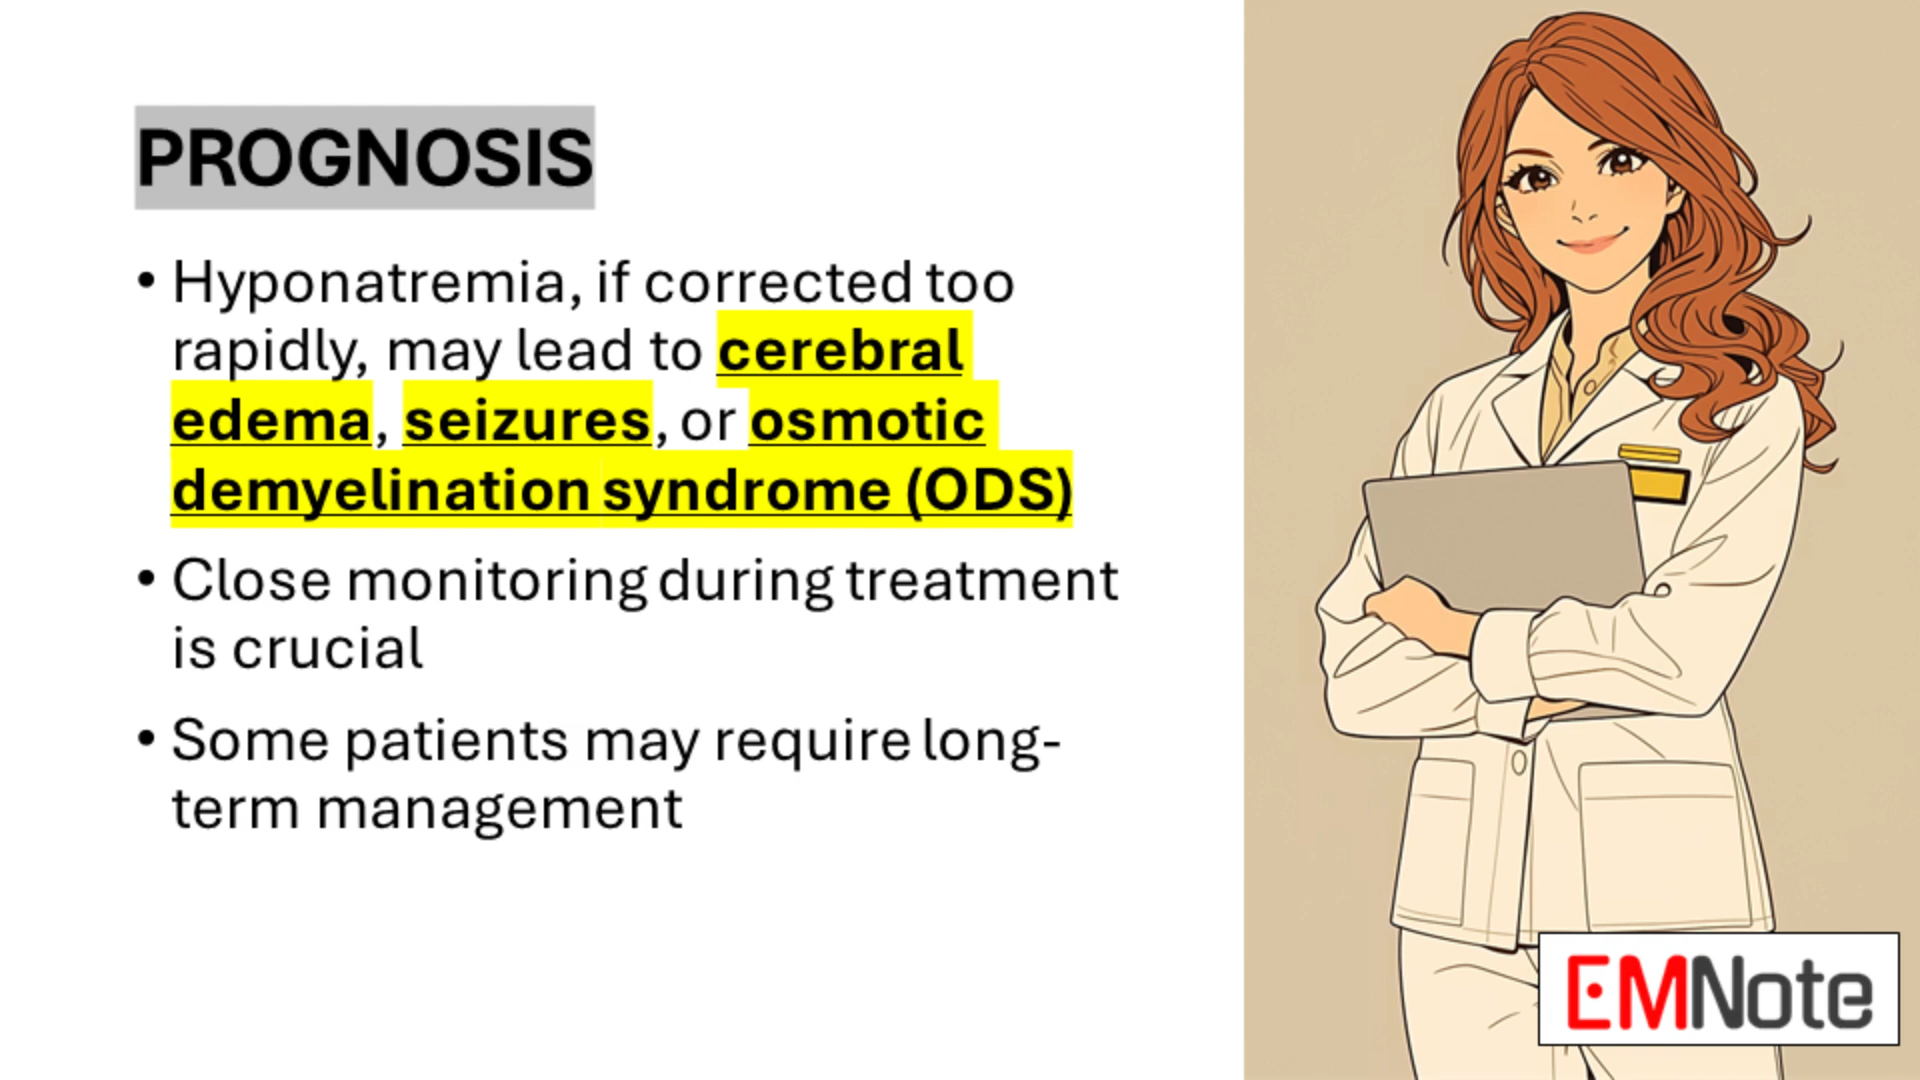 PROGNOSIS
• Hyponatremia, if corrected too
rapidly, may lead to cerebral
edema, seizures, or osmotic
demyelination syndrome (ODS)
• Close monitoring during treatment
is crucial
• Some patients may require long-
term management
EMNote